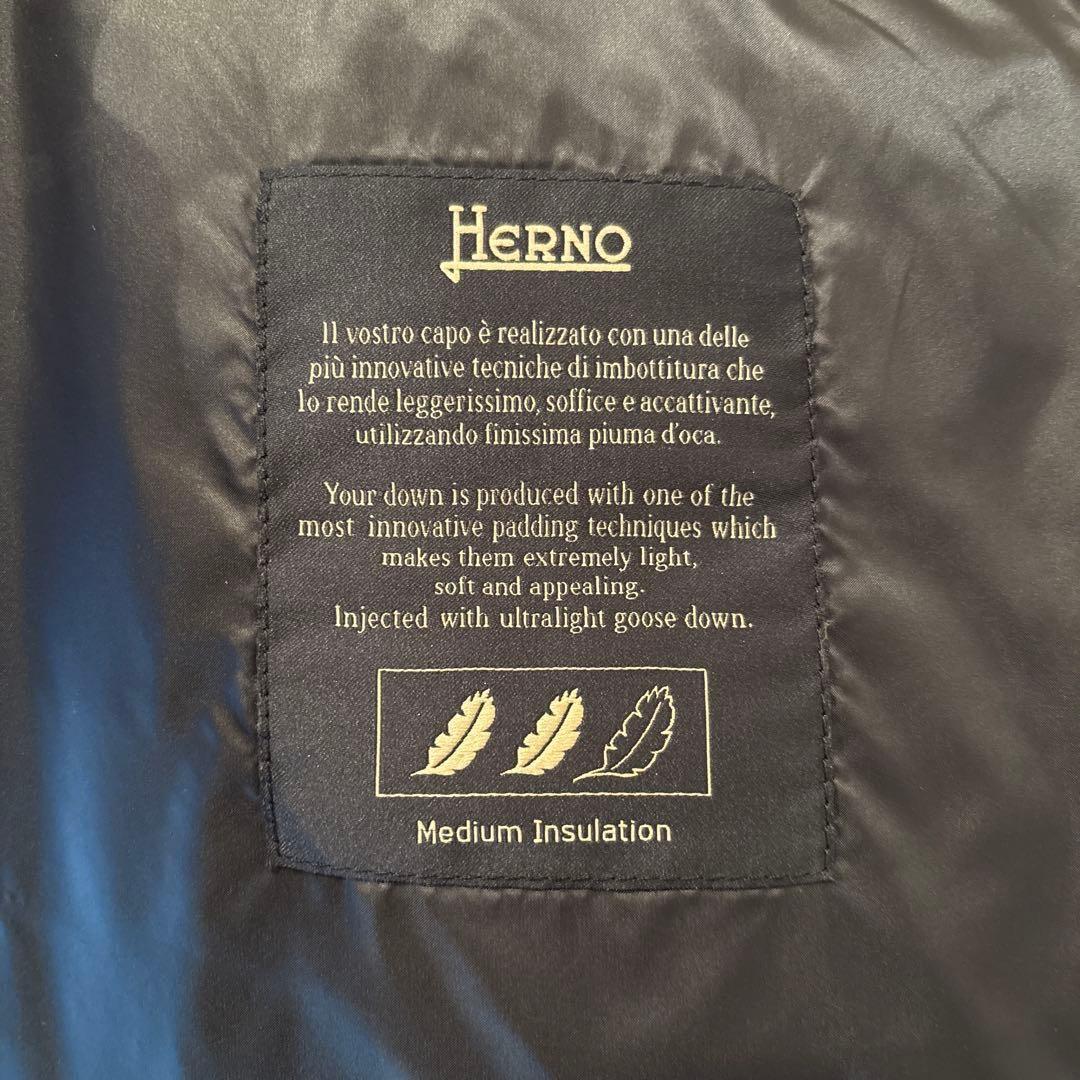 HERNO
Il vostro capo è realizzato con una delle
più innovative tecniche di imbottitura che
lo rende leggerissimo, soffice e accattivante,
utilizzando finissima piuma d'oca.
Your down is produced with one of the
most innovative padding techniques which
makes them extremely light,
soft and appealing.
Injected with ultralight goose down.
Medium Insulation